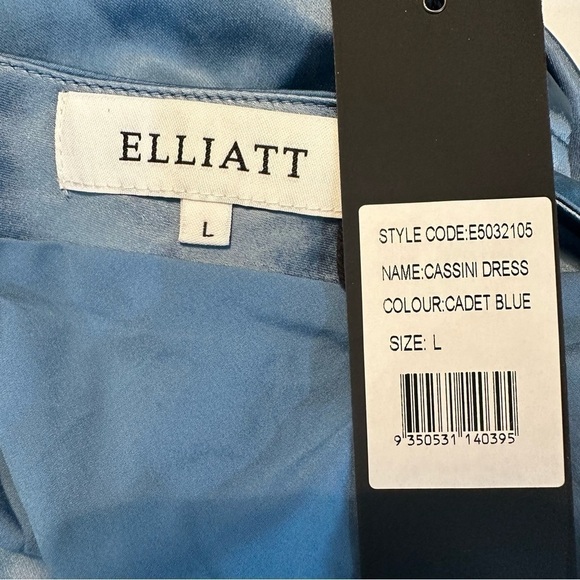 ELLIATT
L
STYLE CODE:E5032105
NAME:CASSINI DRESS
COLOUR:CADET BLUE
SIZE: L
9 350531 140395